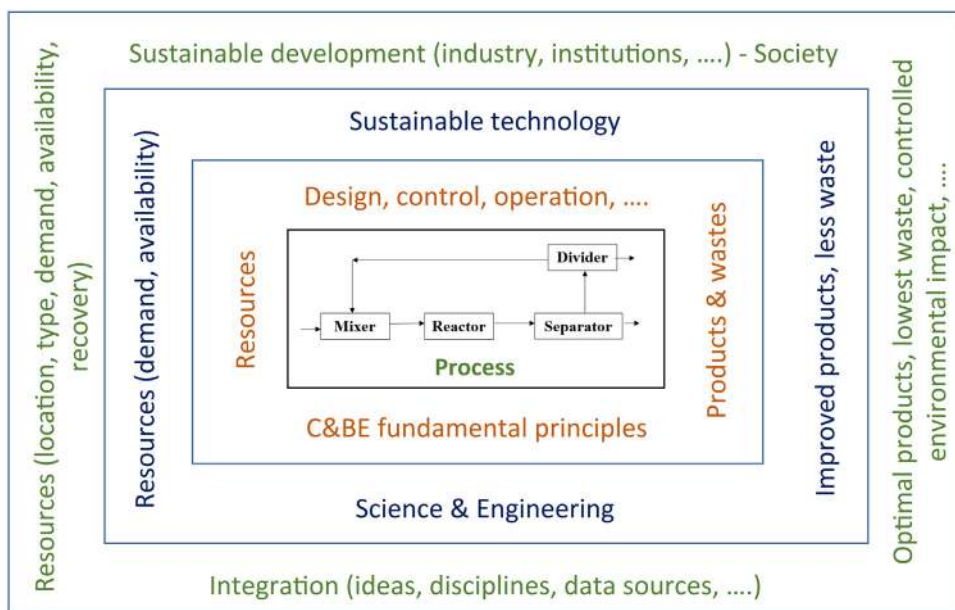 Sustainable development (industry, institutions, ....) - Society
Resources (location, type, demand, availability,
recovery)
Sustainable technology
Resources (demand, availability)
Design, control, operation, ....
Resources
Divider
Mixer
Reactor
Separator
Process
Products & wastes
C&BE fundamental principles
Improved products, less waste
Science & Engineering
Optimal products, lowest waste, controlled
environmental impact, ....
Integration (ideas, disciplines, data sources, ....)